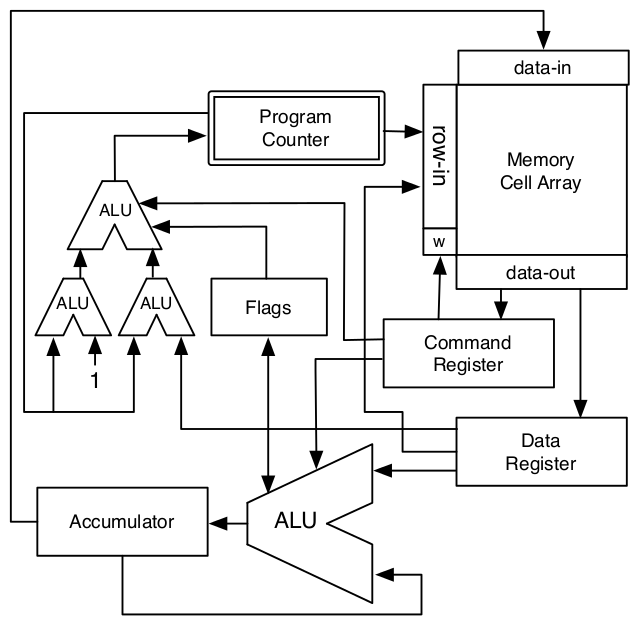 data-in
Program
Counter
row-in
Memory
Cell Array
ALU
w
data-out
ALU
ALU
Flags
Command
Register
1
Data
Register
Accumulator
ALU